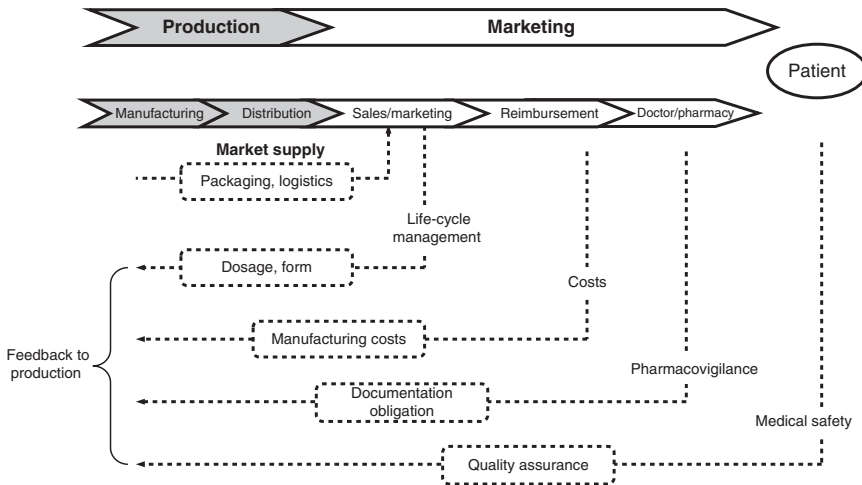 Production
Marketing
Patient
Manufacturing
Distribution
Sales/marketing
Reimbursement
Doctor/pharmacy
Market supply
Packaging, logistics
Life-cycle
management
Dosage, form
Costs
Manufacturing costs
Feedback to
production
Pharmacovigilance
Documentation
obligation
Medical safety
Quality assurance